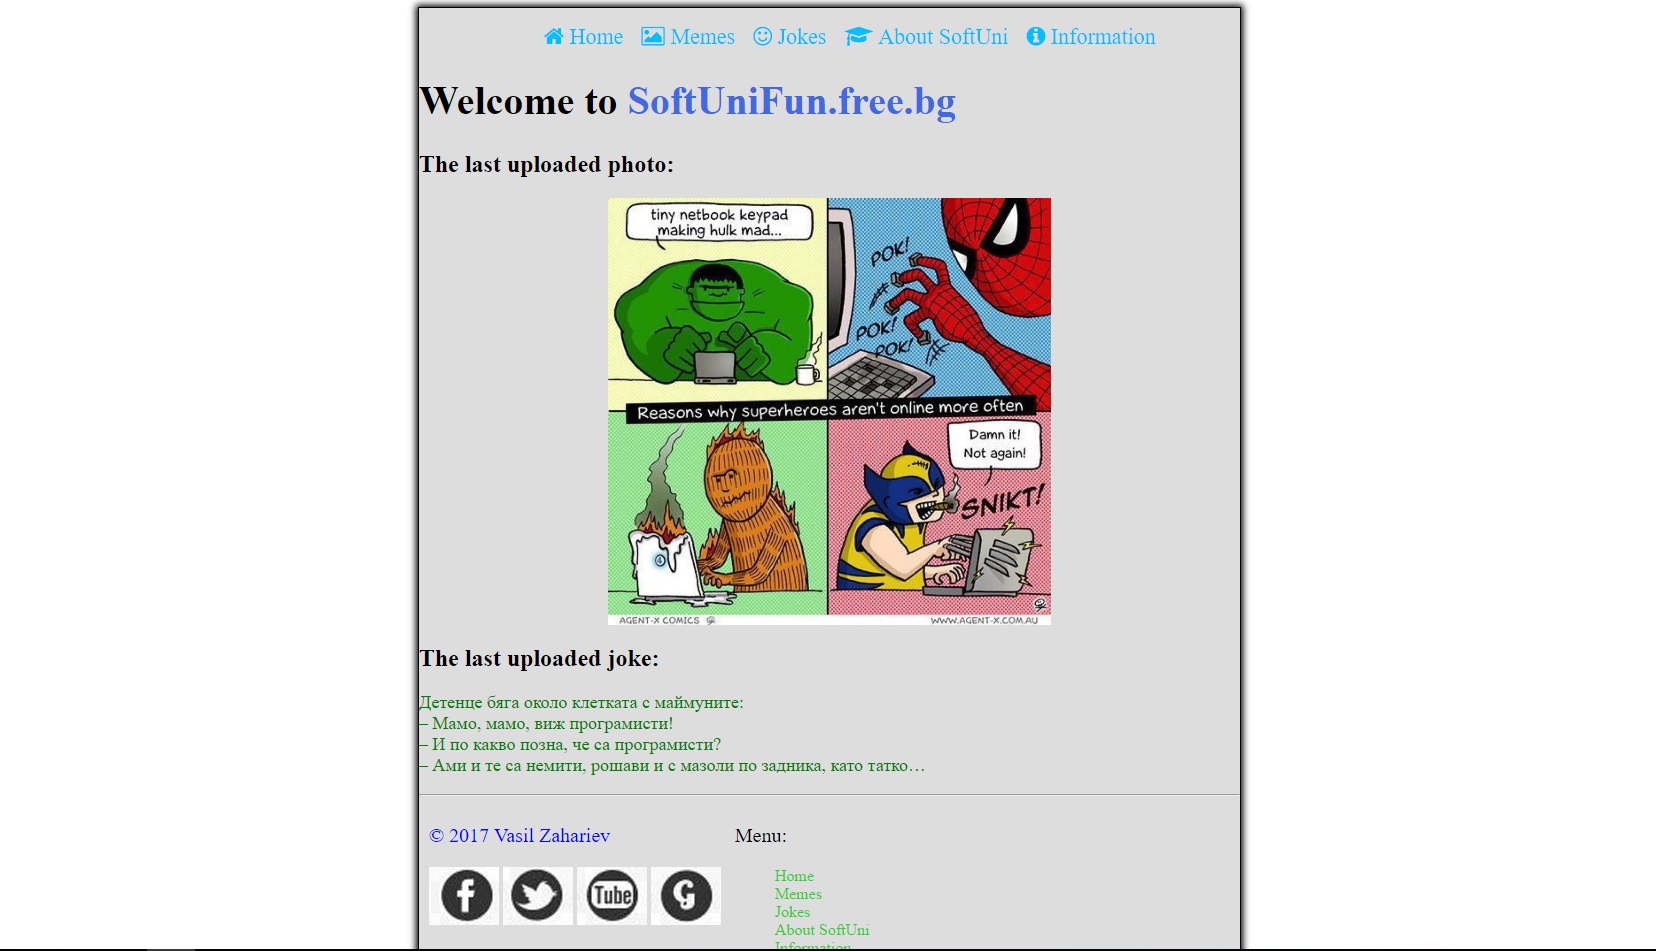 Home Memes Jokes About SoftUni Information
Welcome to SoftUniFun.free.bg
The last uploaded photo:
tiny netbook keypad
making hulk mad...
POK!
POK!
POK!
Reasons why superheroes aren't online more often
Damn it!
Not again!
SNIKT!
AGENT-X COMICS
WWW.AGENT-X.COM.AU
The last uploaded joke:
Детенце бяга около клетката с маймуните:
– Мамо, мамо, виж програмисти!
– И по какво позна, че са програмисти?
– Ами и те са немити, рошави и с мазоли по задника, като татко…
© 2017 Vasil Zahariev
Menu:
Tube
Home
Memes
Jokes
About SoftUni
Information